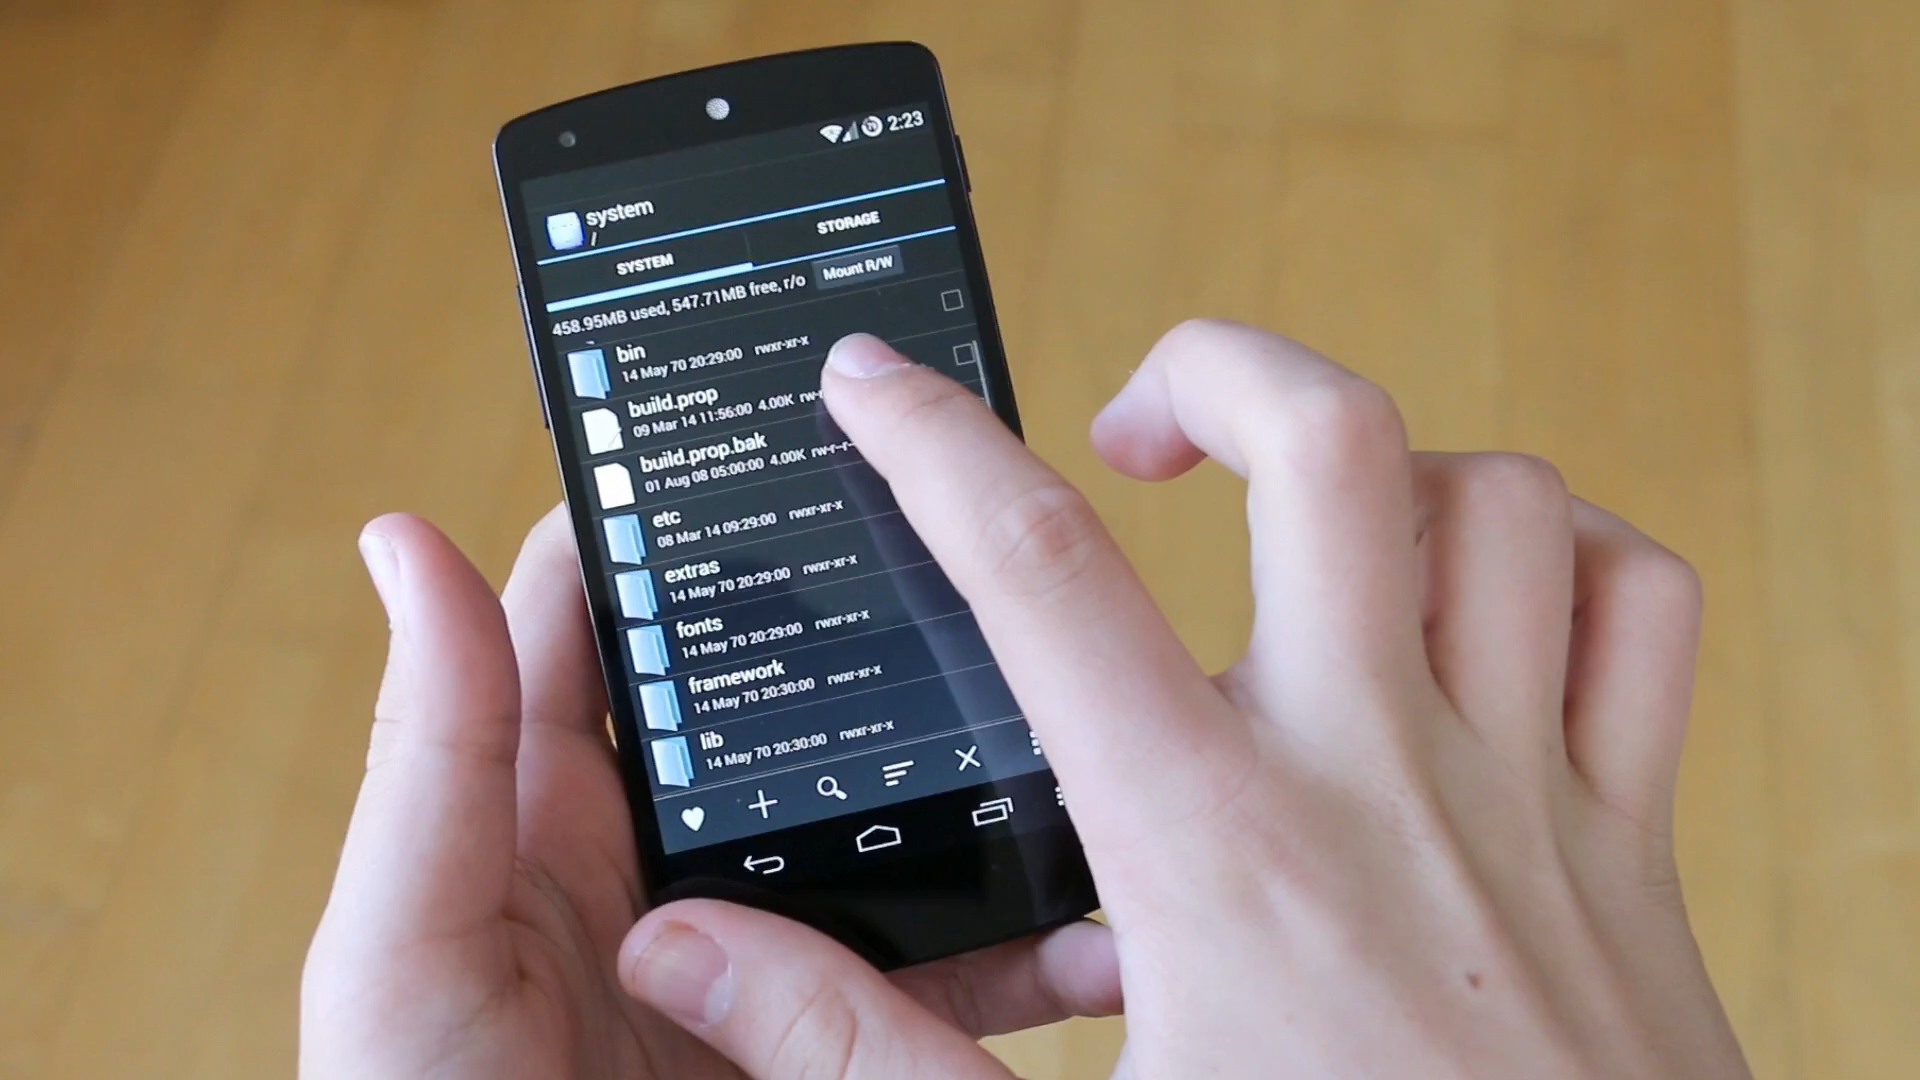 2:23
system
/
SYSTEM
STORAGE
458.95MB used, 547.71MB free, r/o
Mount R/W
bin
14 May 70 20:29:00 rwxr-xr-x
build.prop
09 Mar 14 11:56:00 4.00K rw-
build.prop.bak
01 Aug 08 05:00:00 4.00K rw-r--r--
etc
08 Mar 14 09:29:00 rwxr-xr-x
extras
14 May 70 20:29:00 rwxr-xr-x
fonts
14 May 70 20:29:00 rwxr-xr-x
framework
14 May 70 20:30:00 rwxr-xr-x
lib
14 May 70 20:30:00 rwxr-xr-x